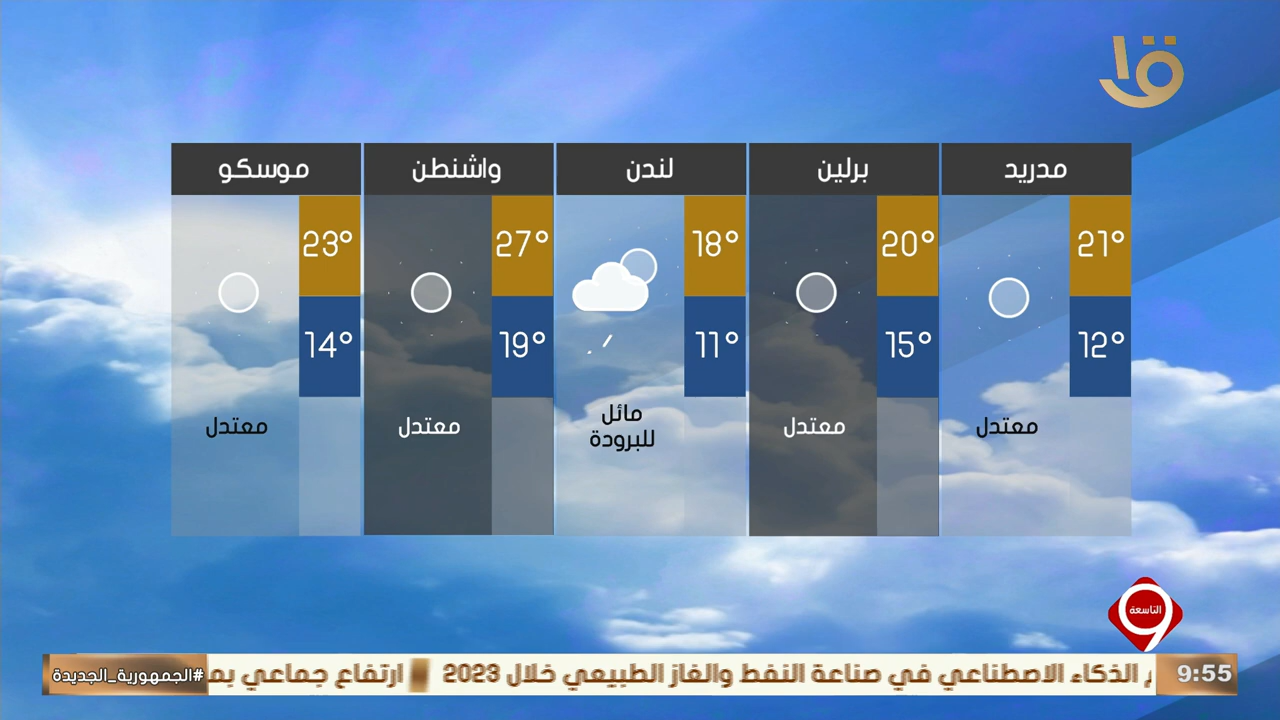 مدريد
21°
12°
معتدل
برلين
20°
15°
معتدل
لندن
18°
11°
مائل
للبرودة
واشنطن
27°
19°
معتدل
موسكو
23°
14°
معتدل
التاسعة
9
9:55
الذكاء الاصطناعي في صناعة النفط والغاز الطبيعي خلال 2023
ارتفاع جماعي
#الجمهورية_الجديدة